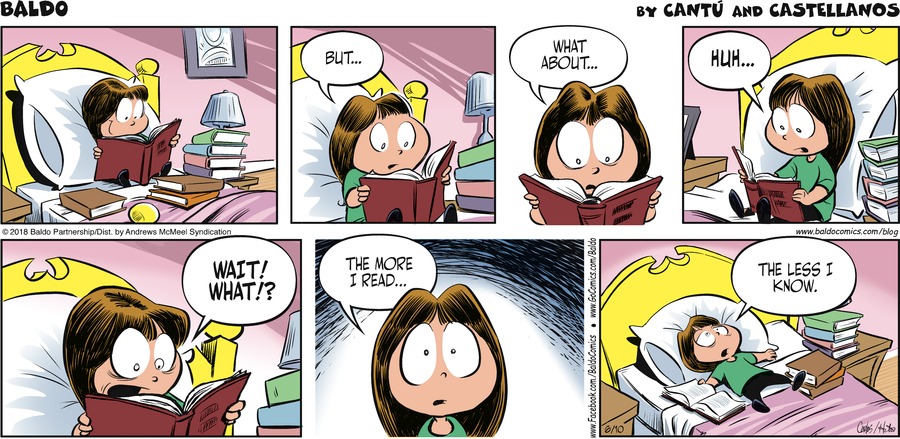 BALDO
BY CANTÚ AND CASTELLANOS
BUT...
WHAT
ABOUT...
HUH...
© 2018 Baldo Partnership/Dist. by Andrews McMeel Syndication
www.baldocomics.com/blog
WAIT!
WHAT!?
THE MORE
I READ...
www.Facebook.com/BaldoComics • www.GoComics.com/Baldo
THE LESS I
KNOW.
6/10